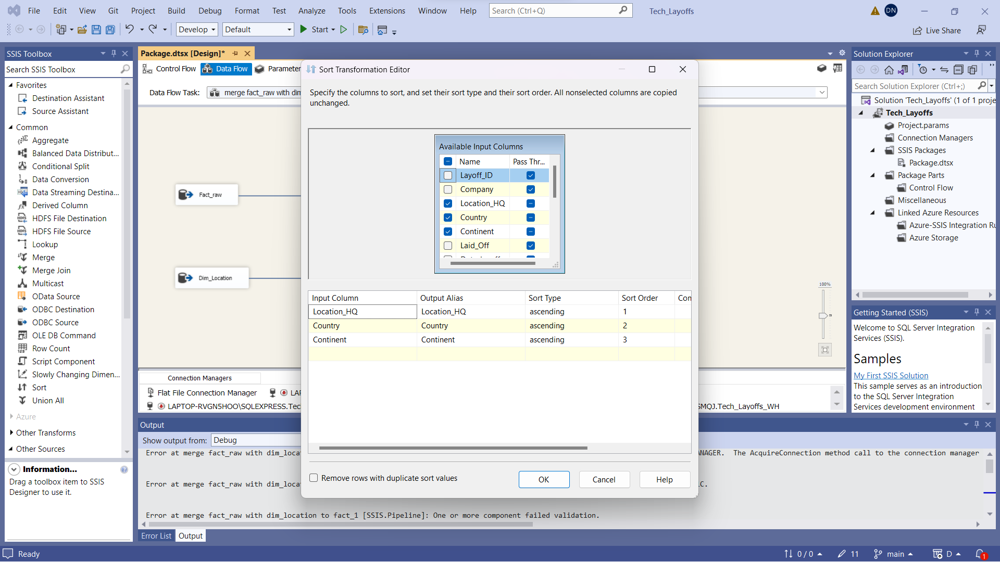 File Edit View Git Project Build Debug Format Test Analyze Tools Extensions Window Help Search (Ctrl+Q) Tech_Layoffs DN
Develop Default Start Live Share
SSIS Toolbox
Search SSIS Toolbox
Favorites
Destination Assistant
Source Assistant
Common
Aggregate
Balanced Data Distribut...
Conditional Split
Data Conversion
Data Streaming Destina...
Derived Column
HDFS File Destination
HDFS File Source
Lookup
Merge
Merge Join
Multicast
OData Source
ODBC Destination
ODBC Source
OLE DB Command
Row Count
Script Component
Slowly Changing Dimen...
Sort
Union All
Azure
Other Transforms
Other Sources
Information...
Drag a toolbox item to SSIS
Designer to use it.
Package.dtsx [Design]*
Control Flow Data Flow Parameter
Data Flow Task: merge fact_raw with dim
Fact_raw
Dim_Location
100%
Connection Managers
Flat File Connection Manager LAP
LAPTOP-RVGN5HOO\SQLEXPRESS.Tec SMQJ.Tech_Layoffs_WH
Sort Transformation Editor
Specify the columns to sort, and set their sort type and their sort order. All nonselected columns are copied
unchanged.
Available Input Columns
Name Pass Thr...
Layoff_ID
Company
Location_HQ
Country
Continent
Laid_Off
Input Column Output Alias Sort Type Sort Order Con
Location_HQ Location_HQ ascending 1
Country Country ascending 2
Continent Continent ascending 3
Remove rows with duplicate sort values
OK Cancel Help
Output
Show output from: Debug
Error at merge fact_raw with dim_locat ANAGER. The AcquireConnection method call to the connection manager
Error at merge fact_raw with dim_locat LC.
Error at merge fact_raw with dim_location to fact_1 [SSIS.Pipeline]: One or more component failed validation.
Error List Output
Solution Explorer
Search Solution Explorer (Ctrl+;)
Solution 'Tech_Layoffs' (1 of 1 proje
Tech_Layoffs
Project.params
Connection Managers
SSIS Packages
Package.dtsx
Package Parts
Control Flow
Miscellaneous
Linked Azure Resources
Azure-SSIS Integration Ru
Azure Storage
Getting Started (SSIS)
Welcome to SQL Server Integration
Services (SSIS).
Samples
My First SSIS Solution
This sample serves as an introduction
to the SQL Server Integration
Services development environment
Ready 0 / 0 11 main D 1